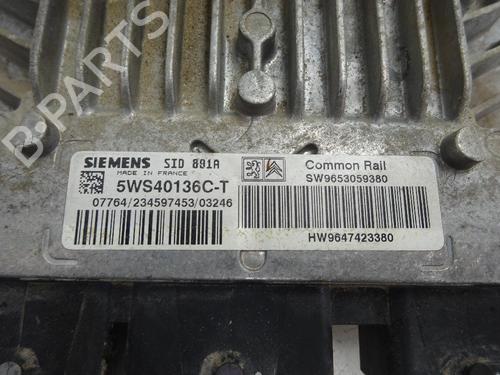 B-PARTS
SIEMENS SID 801A
MADE IN FRANCE
5WS40136C-T
07764/234597453/03246
Common Rail
SW9653059380
HW9647423380